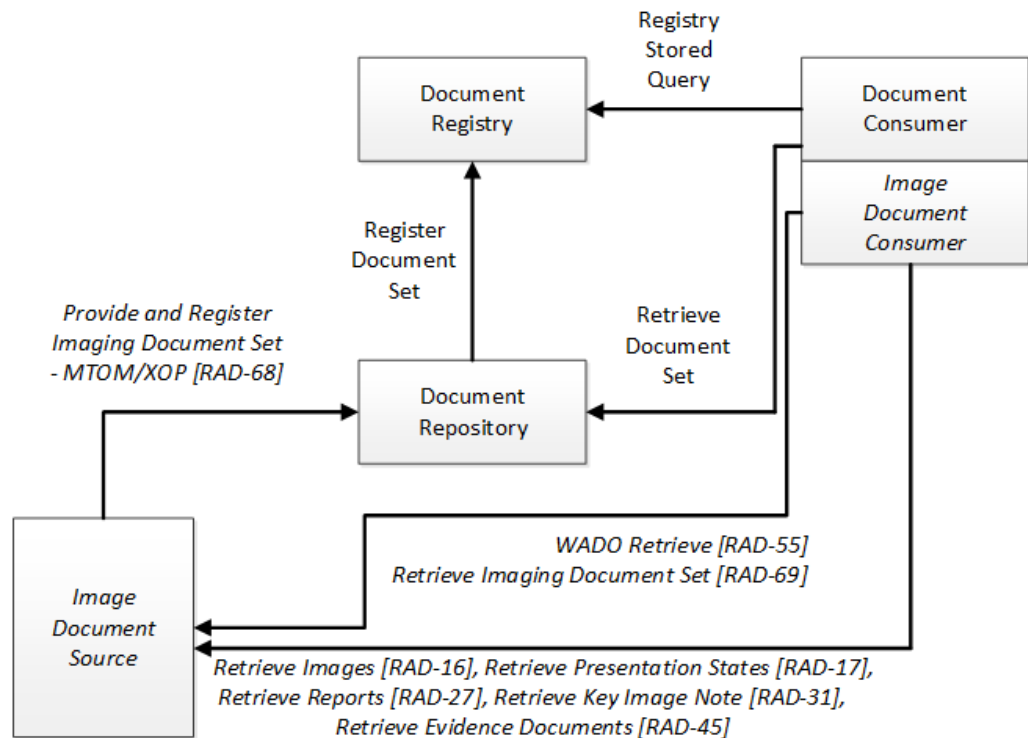 Registry
Stored
Query
Document
Registry
Document
Consumer
Image
Document
Consumer
Register
Document
Set
Provide and Register
Imaging Document Set
- MTOM/XOP [RAD-68]
Retrieve
Document
Set
Document
Repository
WADO Retrieve [RAD-55]
Retrieve Imaging Document Set [RAD-69]
Image
Document
Source
Retrieve Images [RAD-16], Retrieve Presentation States [RAD-17],
Retrieve Reports [RAD-27], Retrieve Key Image Note [RAD-31],
Retrieve Evidence Documents [RAD-45]